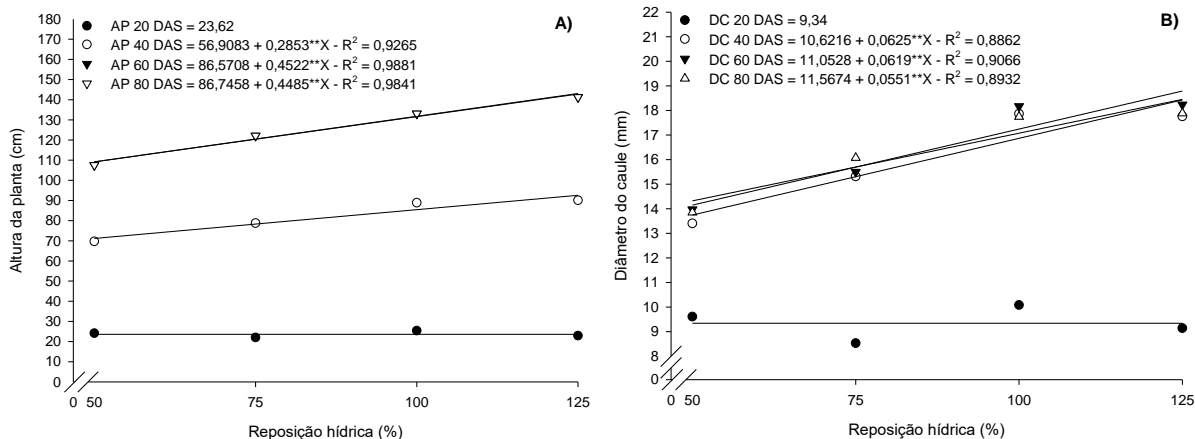 A)
AP 20 DAS = 23,62
AP 40 DAS = 56,9083 + 0,2853**X - R² = 0,9265
AP 60 DAS = 86,5708 + 0,4522**X - R² = 0,9881
AP 80 DAS = 86,7458 + 0,4485**X - R² = 0,9841
Altura da planta (cm)
180
170
160
150
140
130
120
110
100
90
80
70
60
50
40
30
20
10
0
0 50 75 100 125
Reposição hídrica (%)
B)
DC 20 DAS = 9,34
DC 40 DAS = 10,6216 + 0,0625**X - R² = 0,8862
DC 60 DAS = 11,0528 + 0,0619**X - R² = 0,9066
DC 80 DAS = 11,5674 + 0,0551**X - R² = 0,8932
Diâmetro do caule (mm)
22
21
20
19
18
17
16
15
14
13
12
11
10
9
8
0
0 50 75 100 125
Reposição hídrica (%)